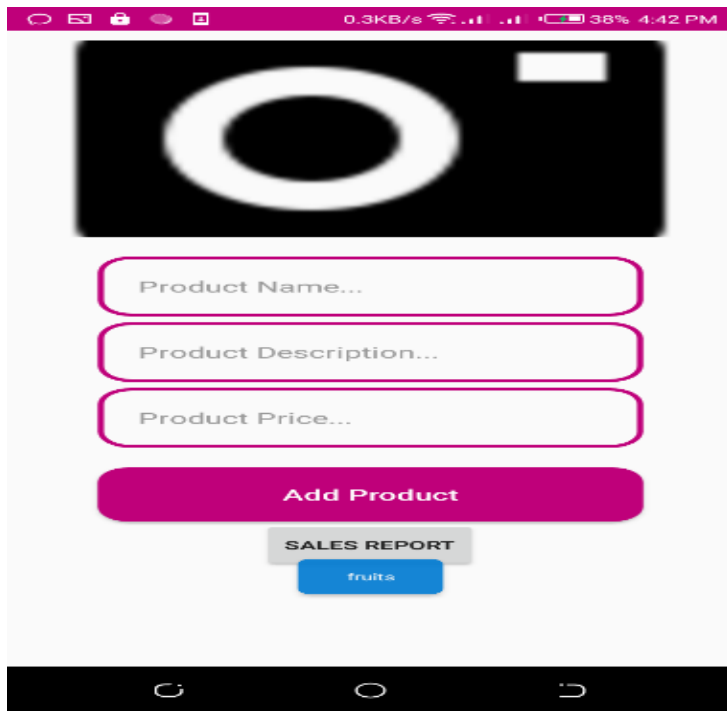 0.3KB/s 38% 4:42 PM
Product Name...
Product Description...
Product Price...
Add Product
SALES REPORT
fruits